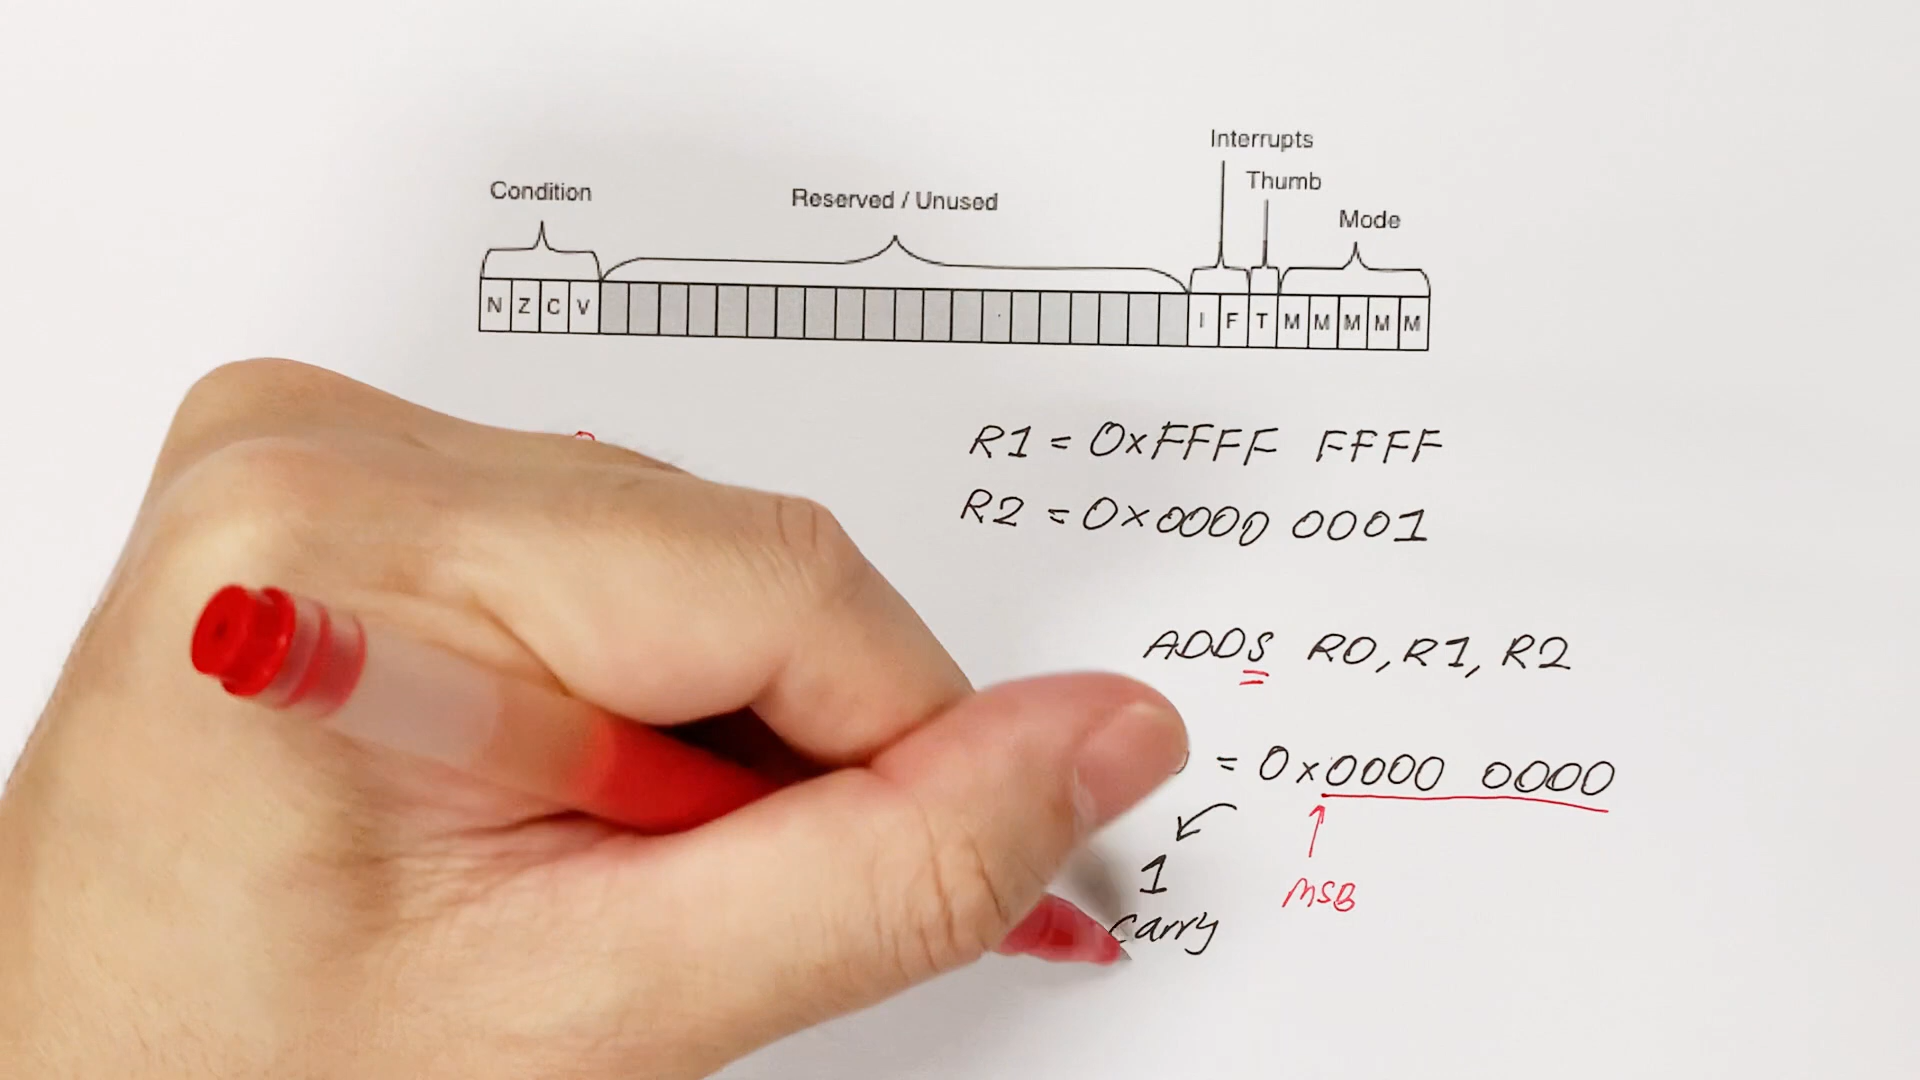 Interrupts
Thumb
Condition
Reserved / Unused
Mode
N Z C V I F T M M M M M
R1 = 0xFFFF FFFF
R2 = 0x0000 0001
ADDS R0, R1, R2
= 0x0000 0000
1
MSB
carry